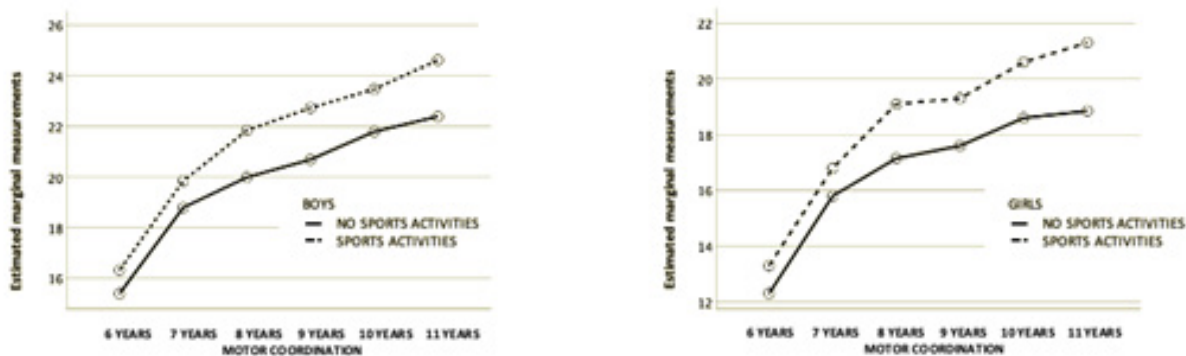 Estimated marginal measurements
26
24
22
20
18
16
BOYS
NO SPORTS ACTIVITIES
SPORTS ACTIVITIES
6 YEARS 7 YEARS 8 YEARS 9 YEARS 10 YEARS 11 YEARS
MOTOR COORDINATION
Estimated marginal measurements
22
20
18
16
14
12
GIRLS
NO SPORTS ACTIVITIES
SPORTS ACTIVITIES
6 YEARS 7 YEARS 8 YEARS 9 YEARS 10 YEARS 11 YEARS
MOTOR COORDINATION